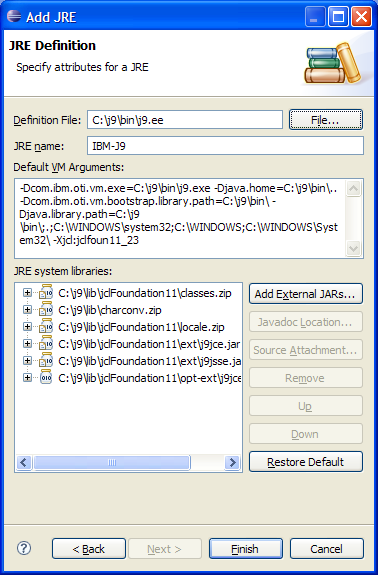 Add JRE
JRE Definition
Specify attributes for a JRE
Definition File: C:\j9\bin\j9.ee File...
JRE name: IBM-J9
Default VM Arguments:
-Dcom.ibm.oti.vm.exe=C:\j9\bin\j9.exe -Djava.home=C:\j9\bin\..
-Dcom.ibm.oti.vm.bootstrap.library.path=C:\j9\bin\ -
Djava.library.path=C:\j9
\bin\;.;C:\WINDOWS\system32;C:\WINDOWS;C:\WINDOWS\Sys
tem32\ -Xjcl:jclfoun11_23
JRE system libraries:
C:\j9\lib\jclFoundation11\classes.zip
C:\j9\lib\charconv.zip
C:\j9\lib\jclFoundation11\locale.zip
C:\j9\lib\jclFoundation11\ext\j9jce.jar
C:\j9\lib\jclFoundation11\ext\j9jsse.ja
C:\j9\lib\jclFoundation11\opt-ext\j9jce
Add External JARs...
Javadoc Location...
Source Attachment...
Remove
Up
Down
Restore Default
? < Back Next > Finish Cancel